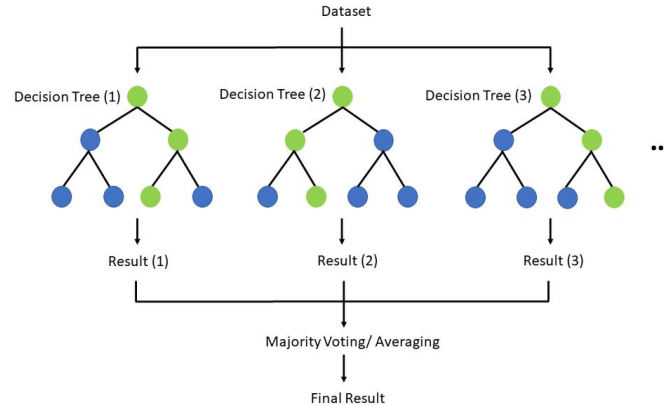 Dataset
Decision Tree (1)
Decision Tree (2)
Decision Tree (3)
..
Result (1)
Result (2)
Result (3)
Majority Voting/ Averaging
Final Result